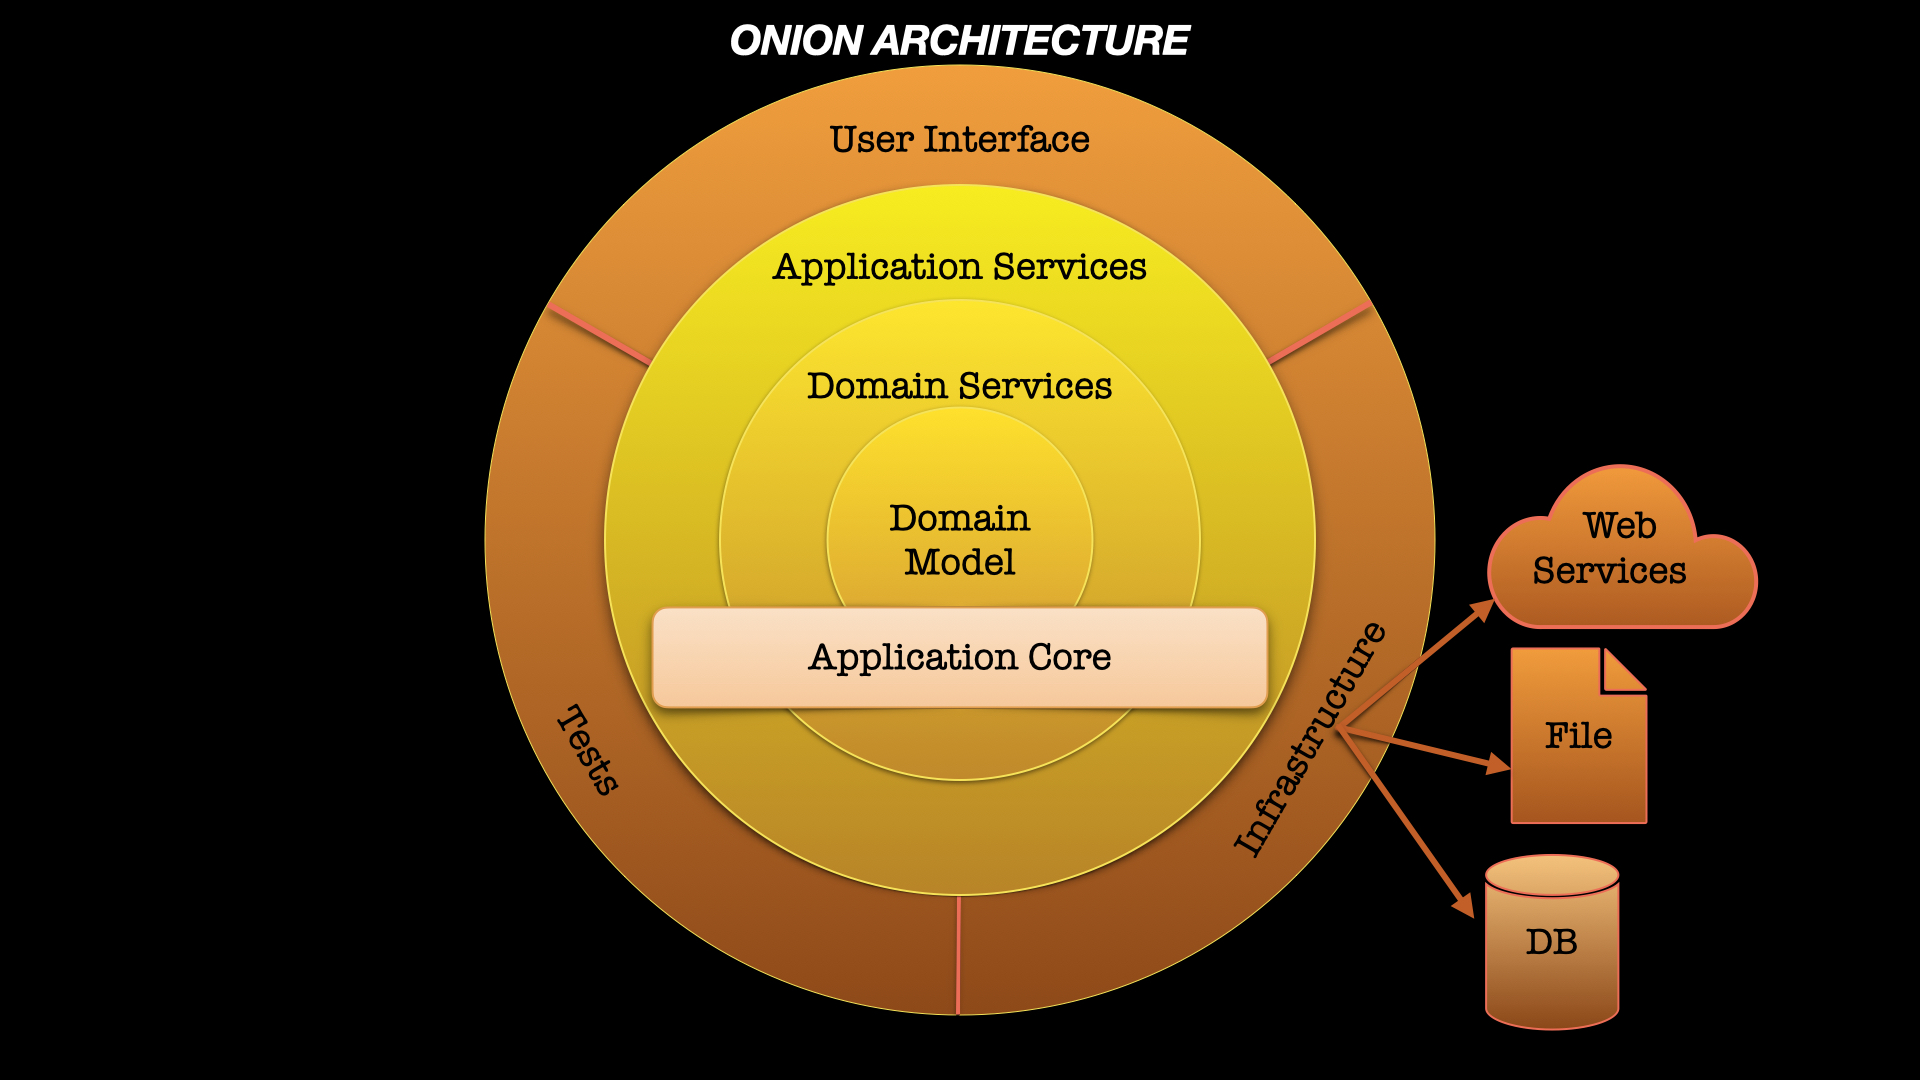 ONION ARCHITECTURE
User Interface
Application Services
Domain Services
Domain
Model
Application Core
Tests
Infrastructure
Web
Services
File
DB